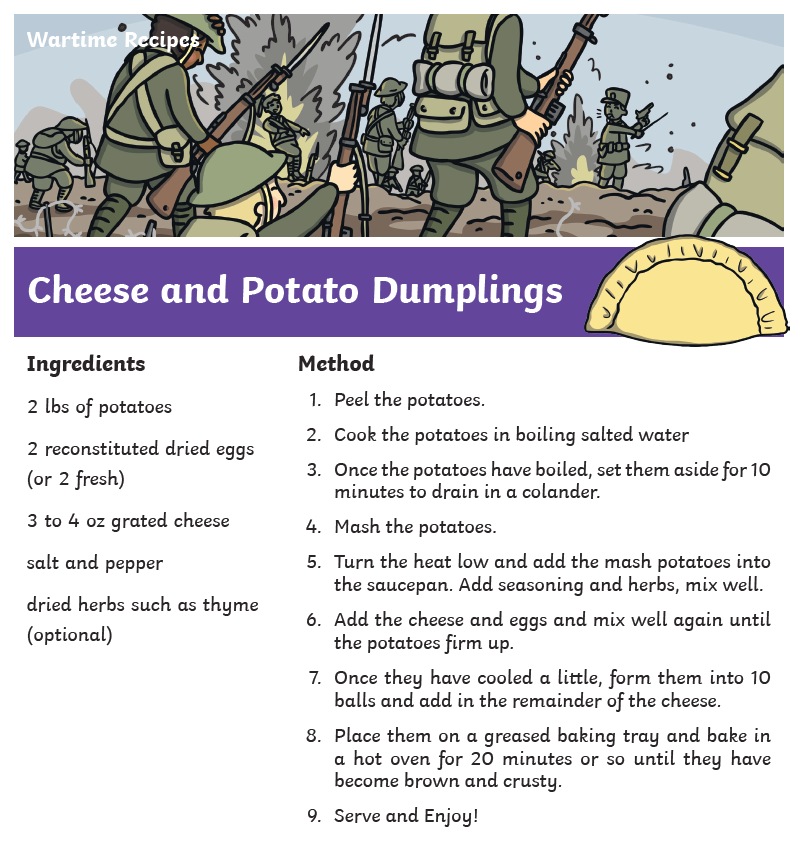 Wartime Recipes
Cheese and Potato Dumplings
Ingredients
2 lbs of potatoes
2 reconstituted dried eggs
(or 2 fresh)
3 to 4 oz grated cheese
salt and pepper
dried herbs such as thyme
(optional)
Method
1. Peel the potatoes.
2. Cook the potatoes in boiling salted water
3. Once the potatoes have boiled, set them aside for 10
minutes to drain in a colander.
4. Mash the potatoes.
5. Turn the heat low and add the mash potatoes into
the saucepan. Add seasoning and herbs, mix well.
6. Add the cheese and eggs and mix well again until
the potatoes firm up.
7. Once they have cooled a little, form them into 10
balls and add in the remainder of the cheese.
8. Place them on a greased baking tray and bake in
a hot oven for 20 minutes or so until they have
become brown and crusty.
9. Serve and Enjoy!